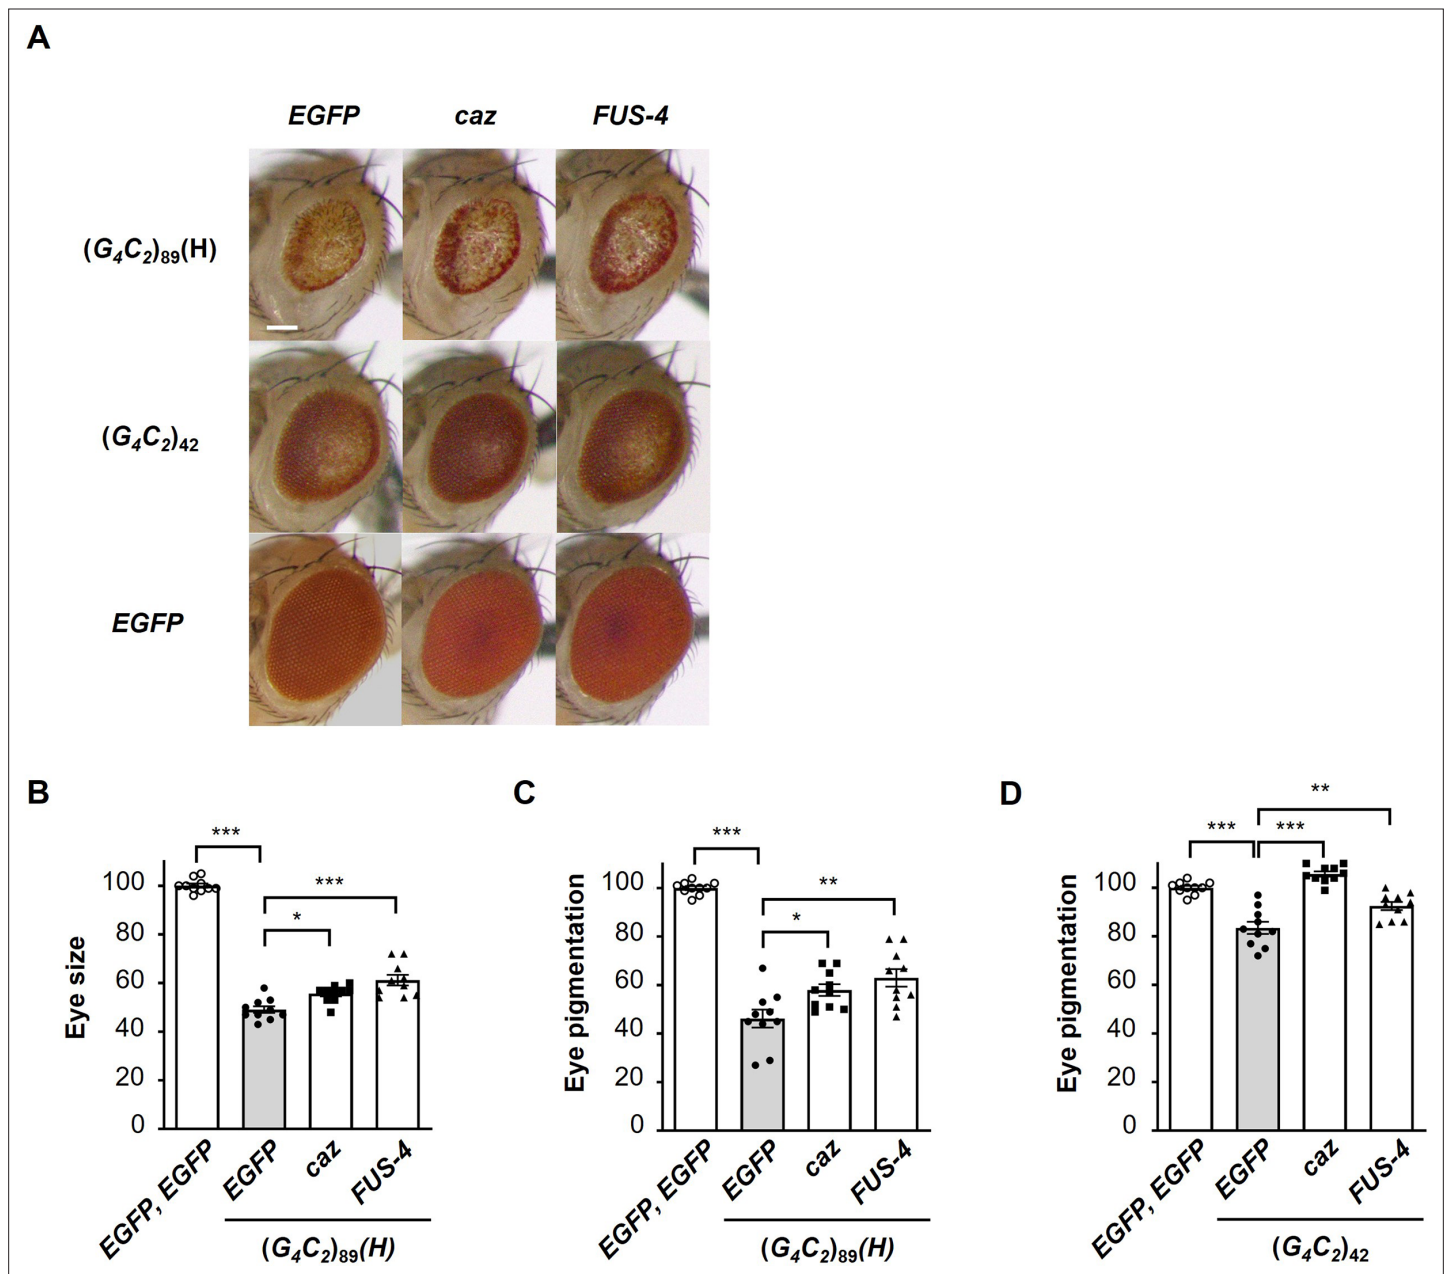 A
EGFP caz FUS-4
(G4C2)89(H)
(G4C2)42
EGFP
B
***
***
*
Eye size
100
80
60
40
20
0
EGFP, EGFP
EGFP
caz
FUS-4
(G4C2)89(H)
C
***
**
*
Eye pigmentation
100
80
60
40
20
0
EGFP, EGFP
EGFP
caz
FUS-4
(G4C2)89(H)
D
**
*** ***
Eye pigmentation
100
80
60
40
20
0
EGFP, EGFP
EGFP
caz
FUS-4
(G4C2)42